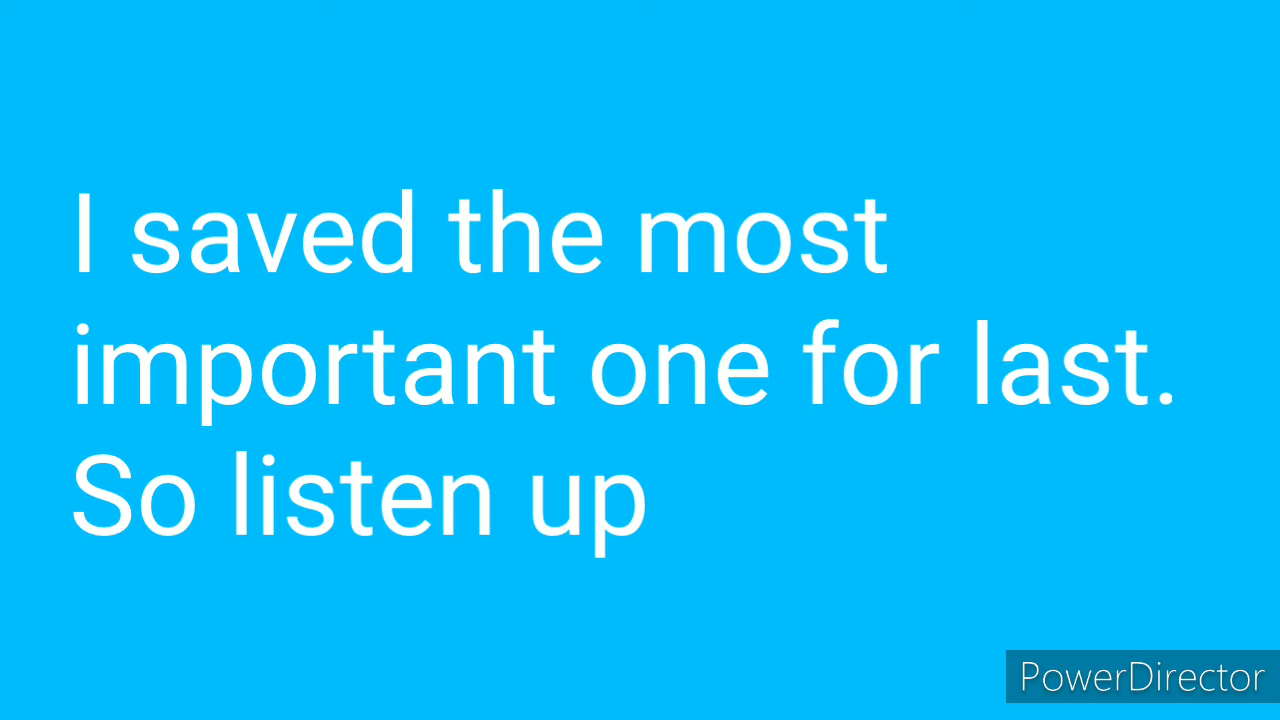 I saved the most
important one for last.
So listen up
PowerDirector